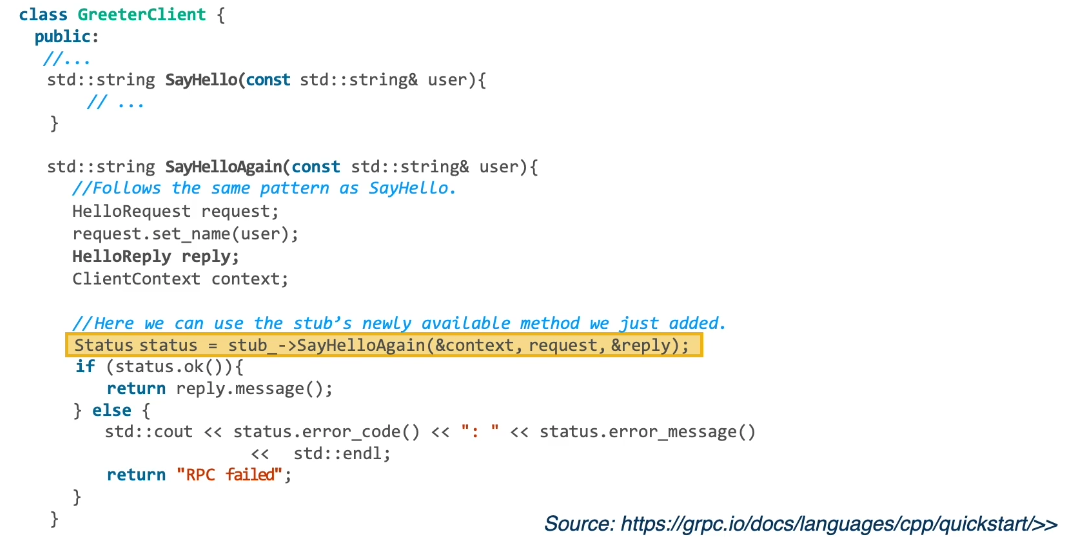 class GreeterClient {
public:
//...
std::string SayHello(const std::string& user){
// ...
}
std::string SayHelloAgain(const std::string& user){
//Follows the same pattern as SayHello.
HelloRequest request;
request.set_name(user);
HelloReply reply;
ClientContext context;
//Here we can use the stub’s newly available method we just added.
Status status = stub_->SayHelloAgain(&context, request, &reply);
if (status.ok()){
return reply.message();
} else {
std::cout << status.error_code() << ": " << status.error_message()
<< std::endl;
return "RPC failed";
}
}
Source: https://grpc.io/docs/languages/cpp/quickstart/>>